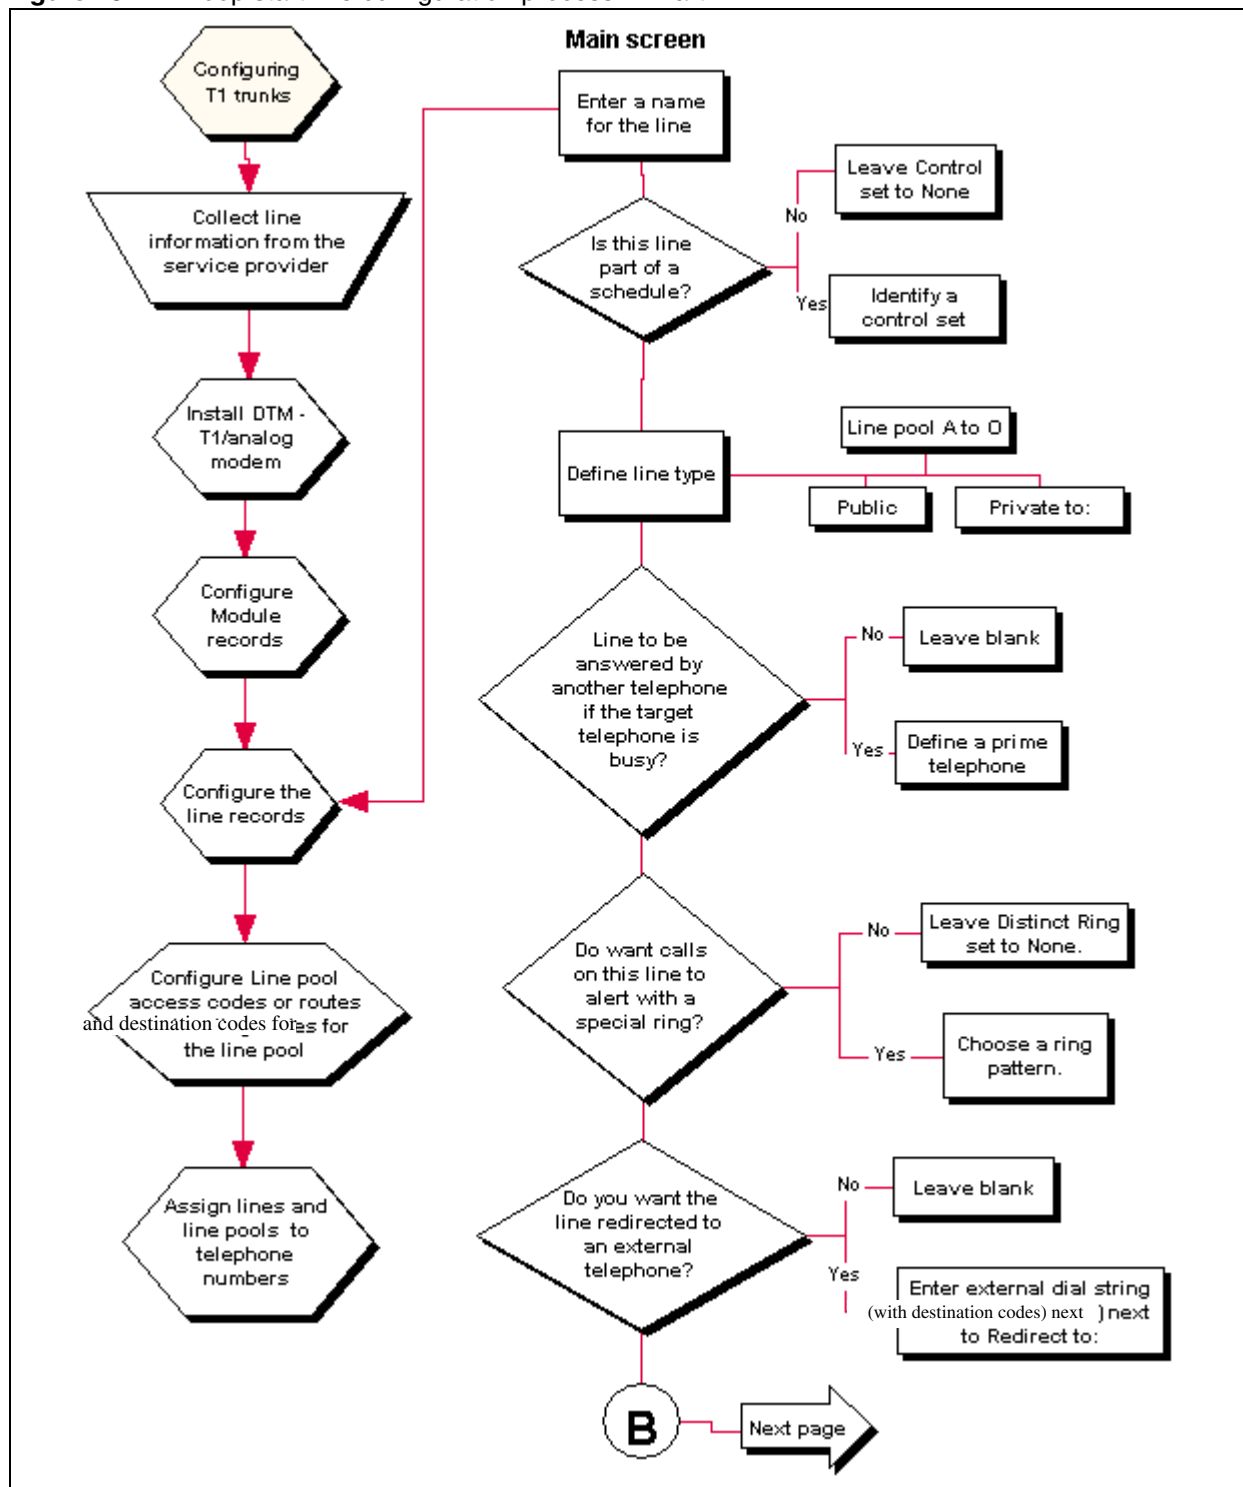 Main screen
Configuring
T1 trunks
Collect line
information from the
service provider
Install DTM -
T1/analog
modem
Configure
Module
records
Configure the
line records
Configure Line pool
access codes or routes
and destination codes for
es for
the line pool
Assign lines and
line pools to
telephone
numbers
Enter a name
for the line
Is this line
part of a
schedule?
No
Leave Control
set to None
Yes
Identify a
control set
Define line type
Line pool A to O
Public
Private to:
Line to be
answered by
another telephone
if the target
telephone is
busy?
No
Leave blank
Yes
Define a prime
telephone
Do want calls
on this line to
alert with a
special ring?
No
Leave Distinct Ring
set to None.
Yes
Choose a ring
pattern.
Do you want the
line redirected to
an external
telephone?
No
Leave blank
Yes
Enter external dial string
(with destination codes) next
) next
to Redirect to:
B
Next page